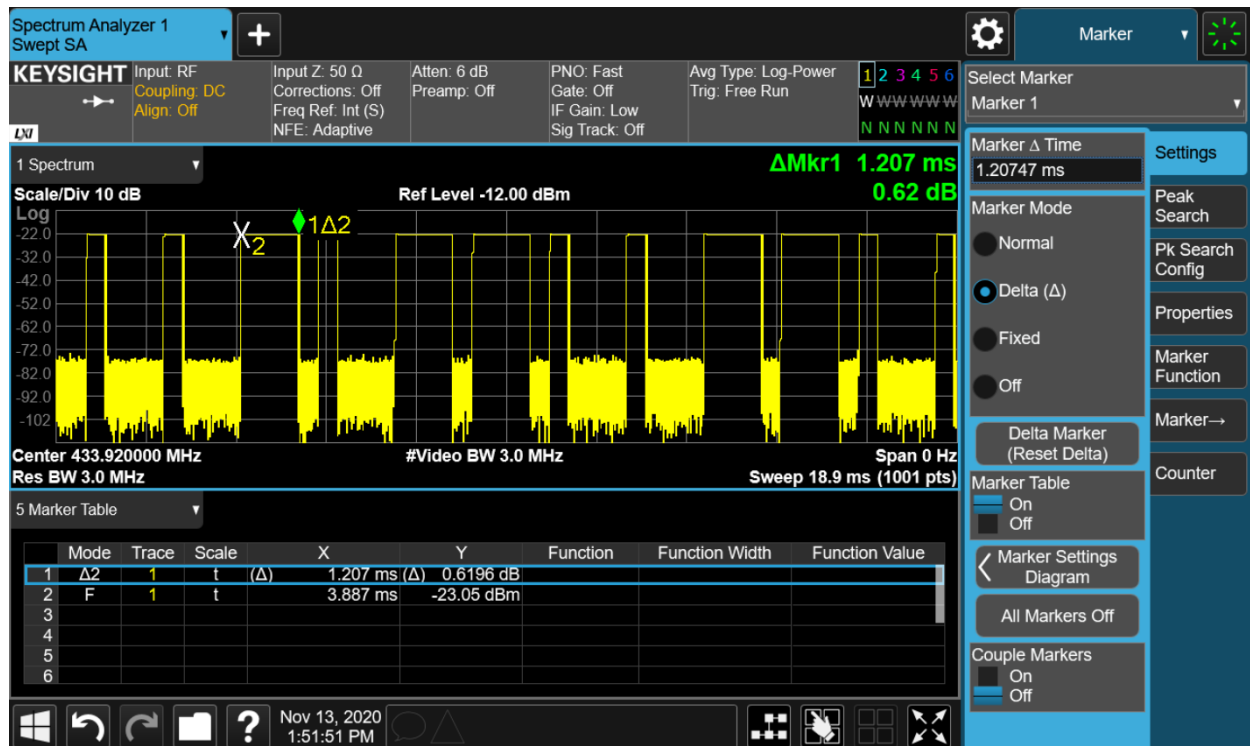 Spectrum Analyzer 1
Swept SA
Marker
KEYSIGHT
LXI
Input: RF
Coupling: DC
Align: Off
Input Z: 50 Ω
Corrections: Off
Freq Ref: Int (S)
NFE: Adaptive
Atten: 6 dB
Preamp: Off
PNO: Fast
Gate: Off
IF Gain: Low
Sig Track: Off
Avg Type: Log-Power
Trig: Free Run
1 2 3 4 5 6
W W W W W W
N N N N N N
1 Spectrum
ΔMkr1 1.207 ms
0.62 dB
Scale/Div 10 dB
Ref Level -12.00 dBm
Log
-22.0
-32.0
-42.0
-52.0
-62.0
-72.0
-82.0
-92.0
-102
X2
1Δ2
Center 433.920000 MHz
#Video BW 3.0 MHz
Span 0 Hz
Res BW 3.0 MHz
Sweep 18.9 ms (1001 pts)
5 Marker Table
Mode Trace Scale X Y Function Function Width Function Value
1 Δ2 1 t (Δ) 1.207 ms (Δ) 0.6196 dB
2 F 1 t 3.887 ms -23.05 dBm
3
4
5
6
?
Nov 13, 2020
1:51:51 PM
Select Marker
Marker 1
Marker Δ Time
1.20747 ms
Marker Mode
Normal
Delta (Δ)
Fixed
Off
Delta Marker
(Reset Delta)
Marker Table
On
Off
Marker Settings
Diagram
All Markers Off
Couple Markers
On
Off
Settings
Peak
Search
Pk Search
Config
Properties
Marker
Function
Marker→
Counter